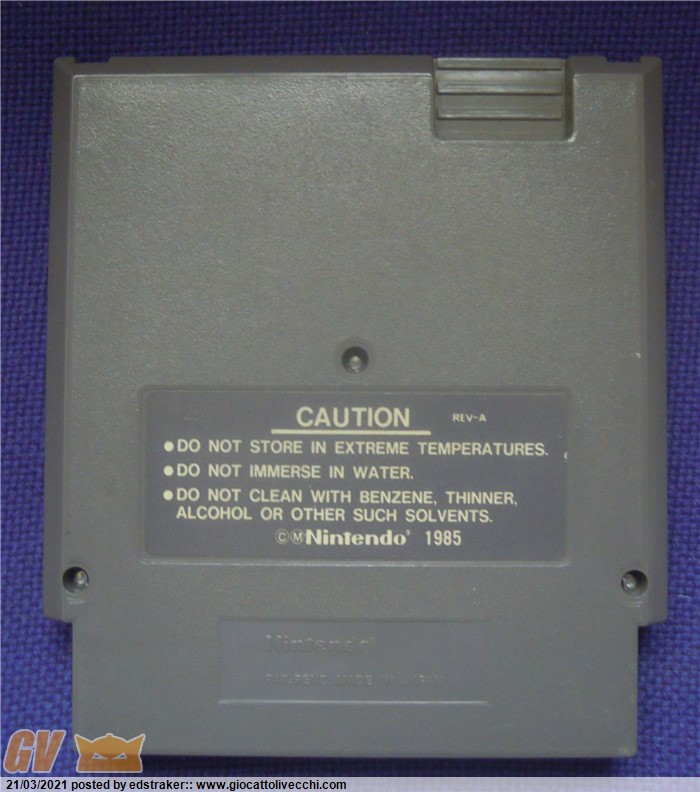 CAUTION REV-A
●DO NOT STORE IN EXTREME TEMPERATURES.
●DO NOT IMMERSE IN WATER.
●DO NOT CLEAN WITH BENZENE, THINNER,
ALCOHOL OR OTHER SUCH SOLVENTS.
ⒸⓂNintendo® 1985
Nintendo®
PAT. PEND. MADE IN JAPAN
GV
21/03/2021 posted by edstraker:: www.giocattolivecchi.com